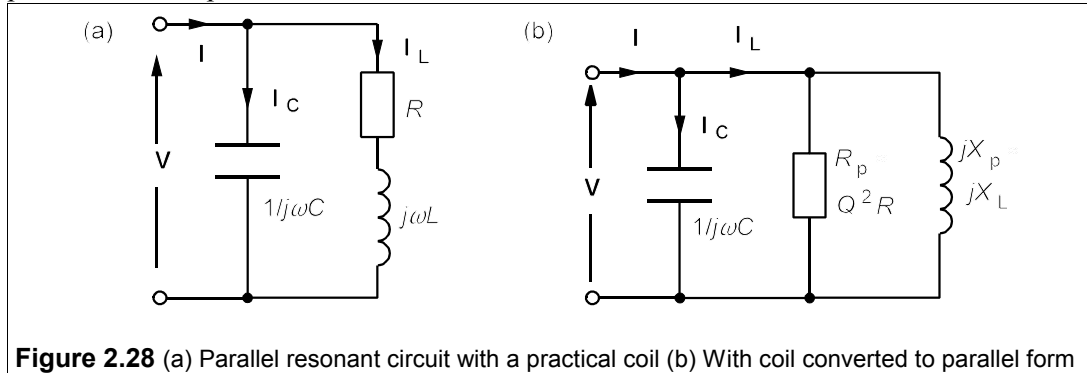 (a)
I
I L
I C
R
V
1/jωC
jωL
(b)
I
I L
I C
V
1/jωC
R p =
Q² R
jX p =
jX L
Figure 2.28 (a) Parallel resonant circuit with a practical coil (b) With coil converted to parallel form